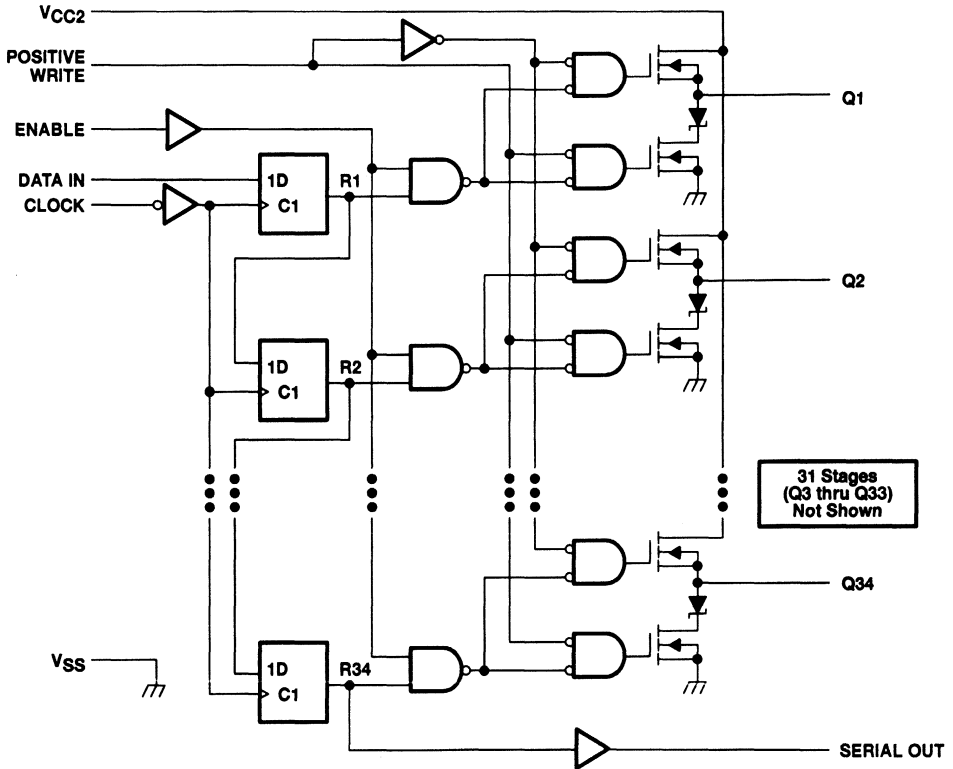 VCC2
POSITIVE
WRITE
Q1
ENABLE
DATA IN
1D
R1
CLOCK
C1
Q2
1D
R2
C1
31 Stages
(Q3 thru Q33)
Not Shown
Q34
VSS
1D
R34
C1
SERIAL OUT